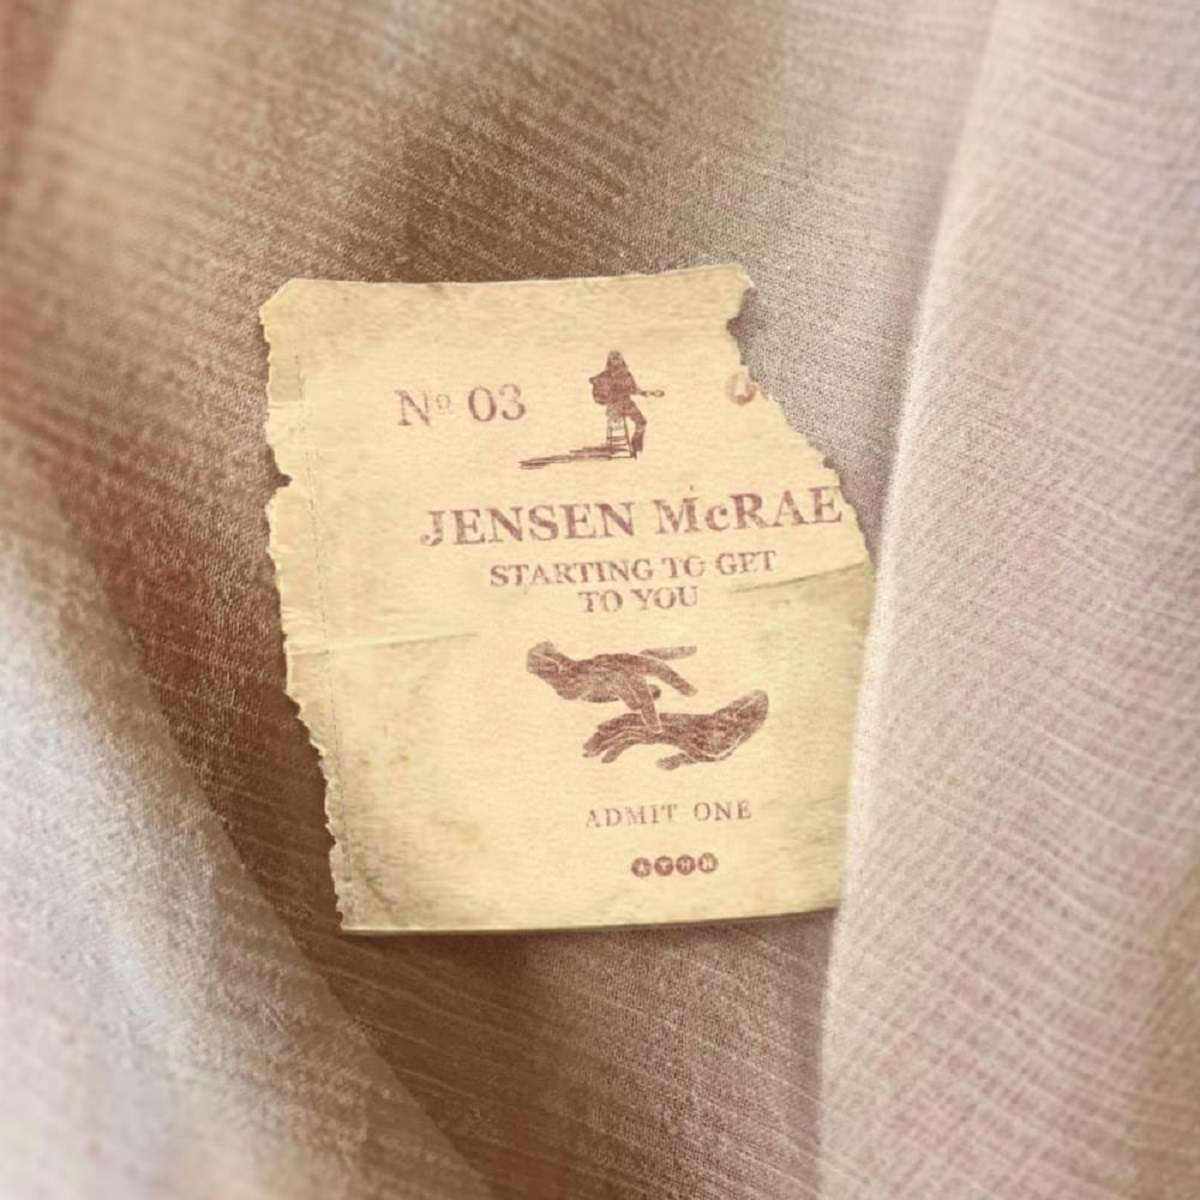 Nº 03
JENSEN McRAE
STARTING TO GET
TO YOU
ADMIT ONE